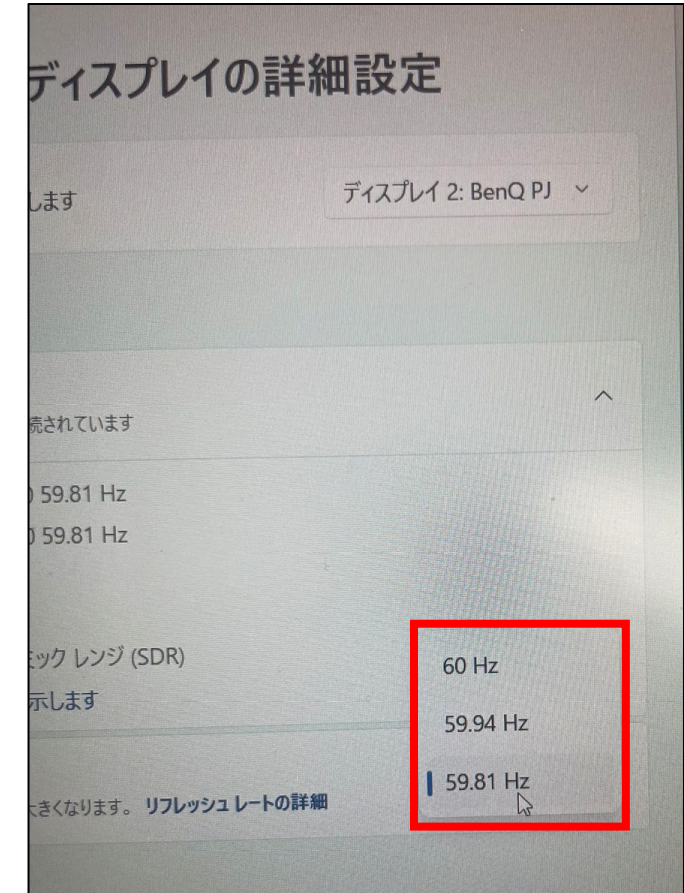 ディスプレイの詳細設定
します
ディスプレイ 2: BenQ PJ
続されています
59.81 Hz
59.81 Hz
ミック レンジ (SDR)
示します
60 Hz
59.94 Hz
59.81 Hz
大きくなります。 リフレッシュ レートの詳細